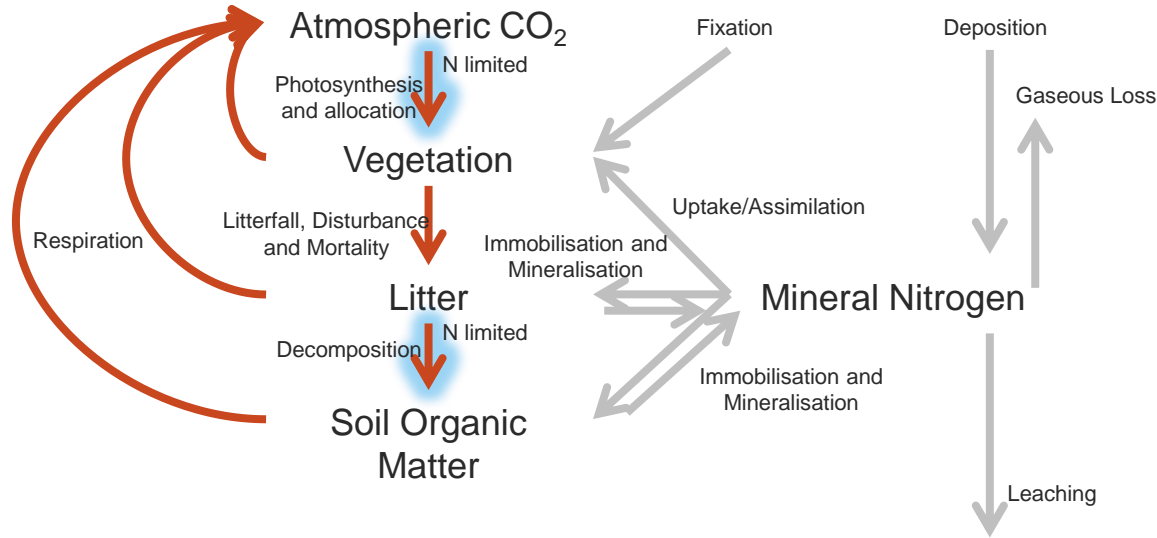 Atmospheric CO₂
Fixation
Deposition
N limited
Photosynthesis
and allocation
Gaseous Loss
Vegetation
Uptake/Assimilation
Litterfall, Disturbance
and Mortality
Respiration
Immobilisation and
Mineralisation
Litter
Mineral Nitrogen
N limited
Decomposition
Immobilisation and
Mineralisation
Soil Organic
Matter
Leaching